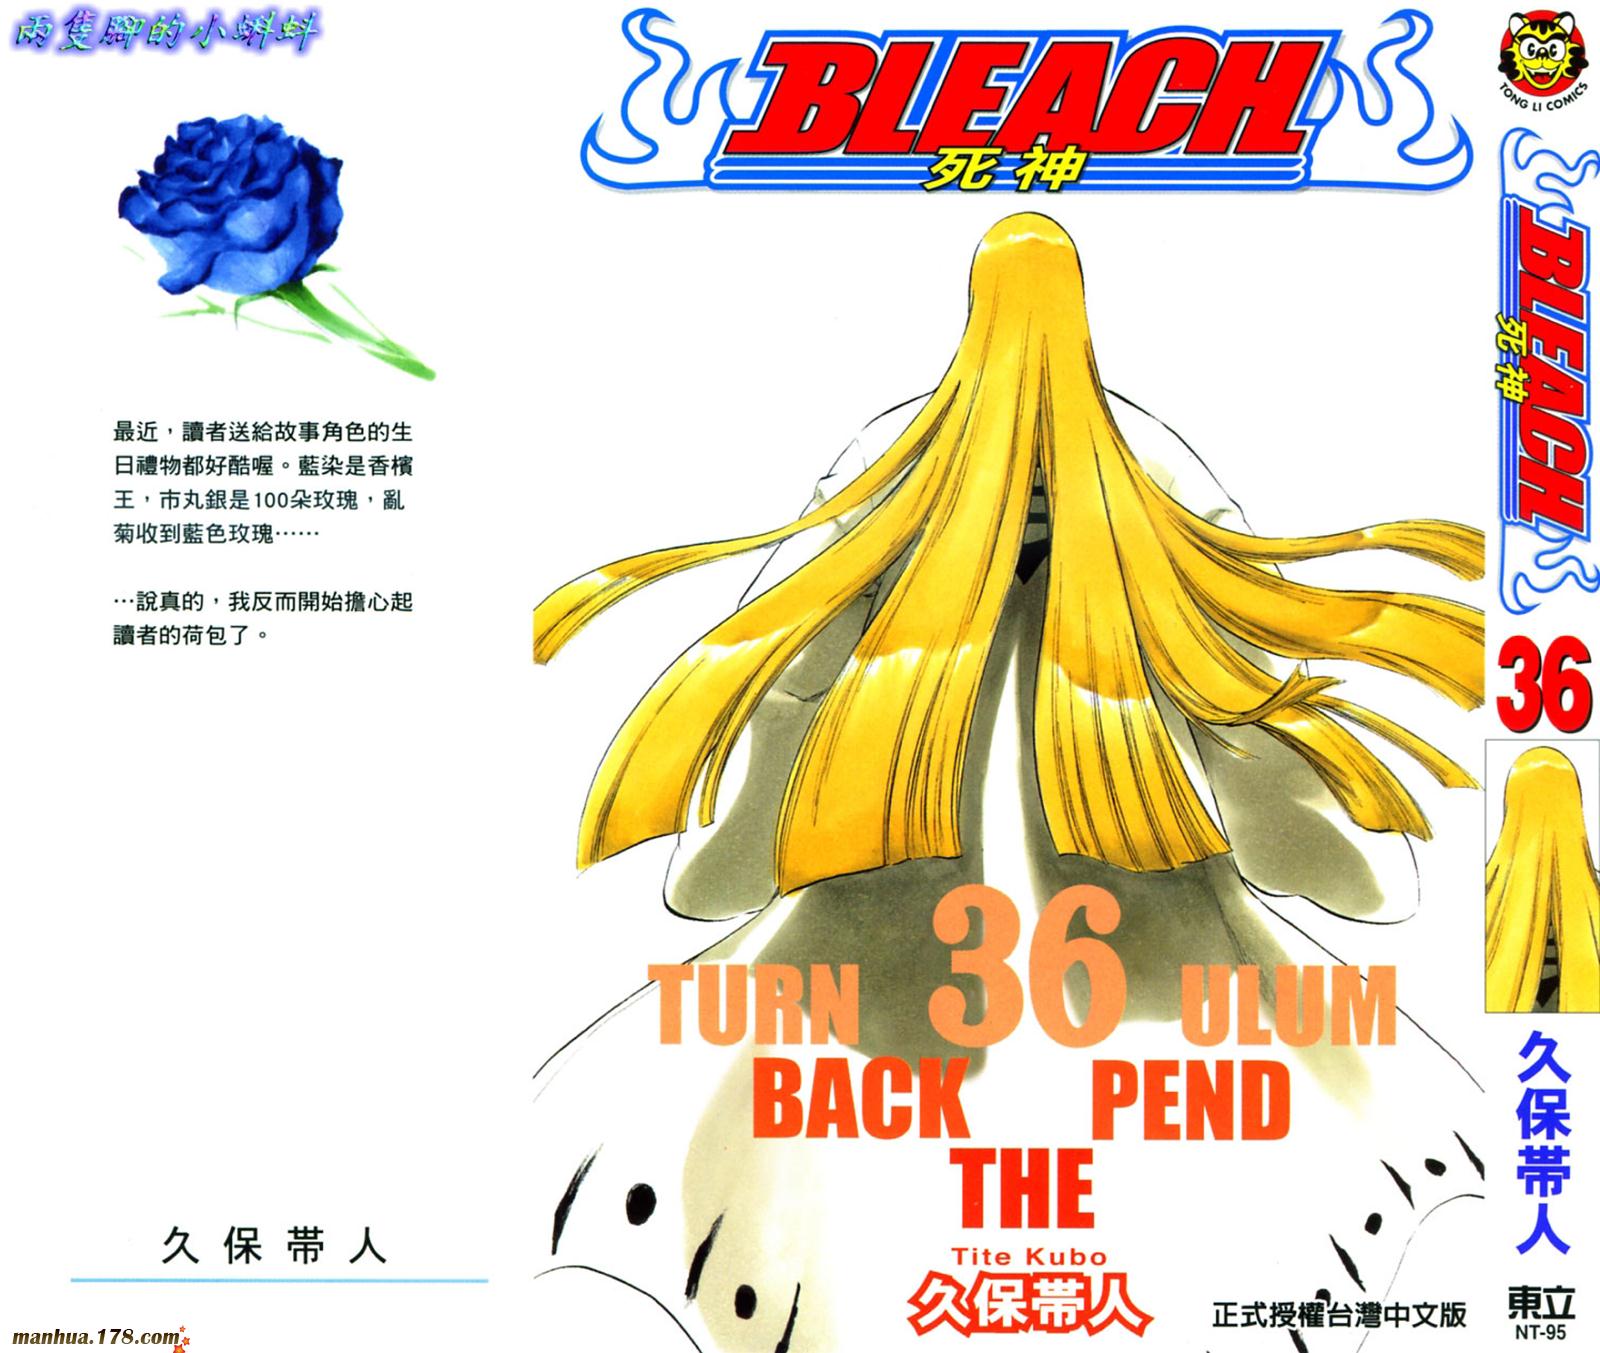 兩隻腳的小蝌蚪
最近，讀者送給故事角色的生
日禮物都好酷喔。藍染是香檳
王，市丸銀是100朵玫瑰，亂
菊收到藍色玫瑰……
…說真的，我反而開始擔心起
讀者的荷包了。
久保帯人
manhua.178.com
BLEACH
死神
36
TURN ULUM
BACK PEND
THE
Tite Kubo
久保帯人
正式授權台灣中文版
TONG LI COMICS
BLEACH
死神
36
久保帯人
東立
NT-95